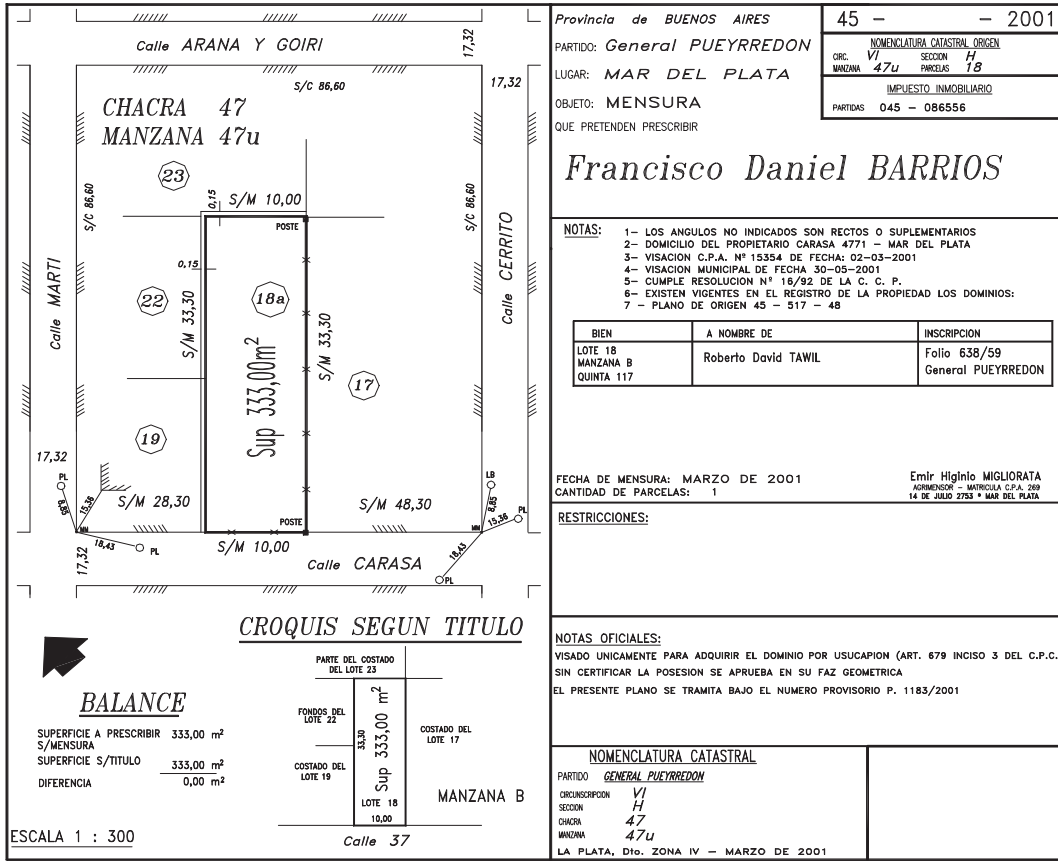 Calle ARANA Y GOIRI
17,32
17,32
S/C 86,60
CHACRA 47
MANZANA 47u
23
0,15
S/M 10,00
POSTE
S/C 86,60
S/C 86,60
Calle MARTI
Calle CERRITO
0,15
22
18a
S/M 33,30
S/M 33,30
Sup 333,00m²
17
19
17,32
PL
8,85
15,36
S/M 28,30
POSTE
S/M 48,30
LB
8,85
15,36
PL
MM
MM
18,43
PL
17,32
S/M 10,00
Calle CARASA
18,43
PL
CROQUIS SEGUN TITULO
PARTE DEL COSTADO
DEL LOTE 23
FONDOS DEL
LOTE 22
33,30
Sup 333,00 m²
COSTADO DEL
LOTE 17
COSTADO DEL
LOTE 19
LOTE 18
10,00
MANZANA B
Calle 37
BALANCE
SUPERFICIE A PRESCRIBIR 333,00 m²
S/MENSURA
SUPERFICIE S/TITULO 333,00 m²
DIFERENCIA 0,00 m²
ESCALA 1 : 300
Provincia de BUENOS AIRES
PARTIDO: General PUEYRREDON
LUGAR: MAR DEL PLATA
OBJETO: MENSURA
QUE PRETENDEN PRESCRIBIR
45 - - 2001
NOMENCLATURA CATASTRAL ORIGEN
CIRC. VI SECCION H
MANZANA 47u PARCELAS 18
IMPUESTO INMOBILIARIO
PARTIDAS 045 - 086556
Francisco Daniel BARRIOS
NOTAS:
1- LOS ANGULOS NO INDICADOS SON RECTOS O SUPLEMENTARIOS
2- DOMICILIO DEL PROPIETARIO CARASA 4771 - MAR DEL PLATA
3- VISACION C.P.A. Nº 15354 DE FECHA: 02-03-2001
4- VISACION MUNICIPAL DE FECHA 30-05-2001
5- CUMPLE RESOLUCION Nº 16/92 DE LA C. C. P.
6- EXISTEN VIGENTES EN EL REGISTRO DE LA PROPIEDAD LOS DOMINIOS:
7 - PLANO DE ORIGEN 45 - 517 - 48
BIEN A NOMBRE DE INSCRIPCION
LOTE 18
MANZANA B
QUINTA 117
Roberto David TAWIL
Folio 638/59
General PUEYRREDON
FECHA DE MENSURA: MARZO DE 2001
CANTIDAD DE PARCELAS: 1
Emir Higinio MIGLIORATA
AGRIMENSOR - MATRICULA C.P.A. 269
14 DE JULIO 2753 * MAR DEL PLATA
RESTRICCIONES:
NOTAS OFICIALES:
VISADO UNICAMENTE PARA ADQUIRIR EL DOMINIO POR USUCAPION (ART. 679 INCISO 3 DEL C.P.C.
SIN CERTIFICAR LA POSESION SE APRUEBA EN SU FAZ GEOMETRICA
EL PRESENTE PLANO SE TRAMITA BAJO EL NUMERO PROVISORIO P. 1183/2001
NOMENCLATURA CATASTRAL
PARTIDO GENERAL PUEYRREDON
CIRCUNSCRIPCION VI
SECCION H
CHACRA 47
MANZANA 47u
LA PLATA, Dto. ZONA IV - MARZO DE 2001